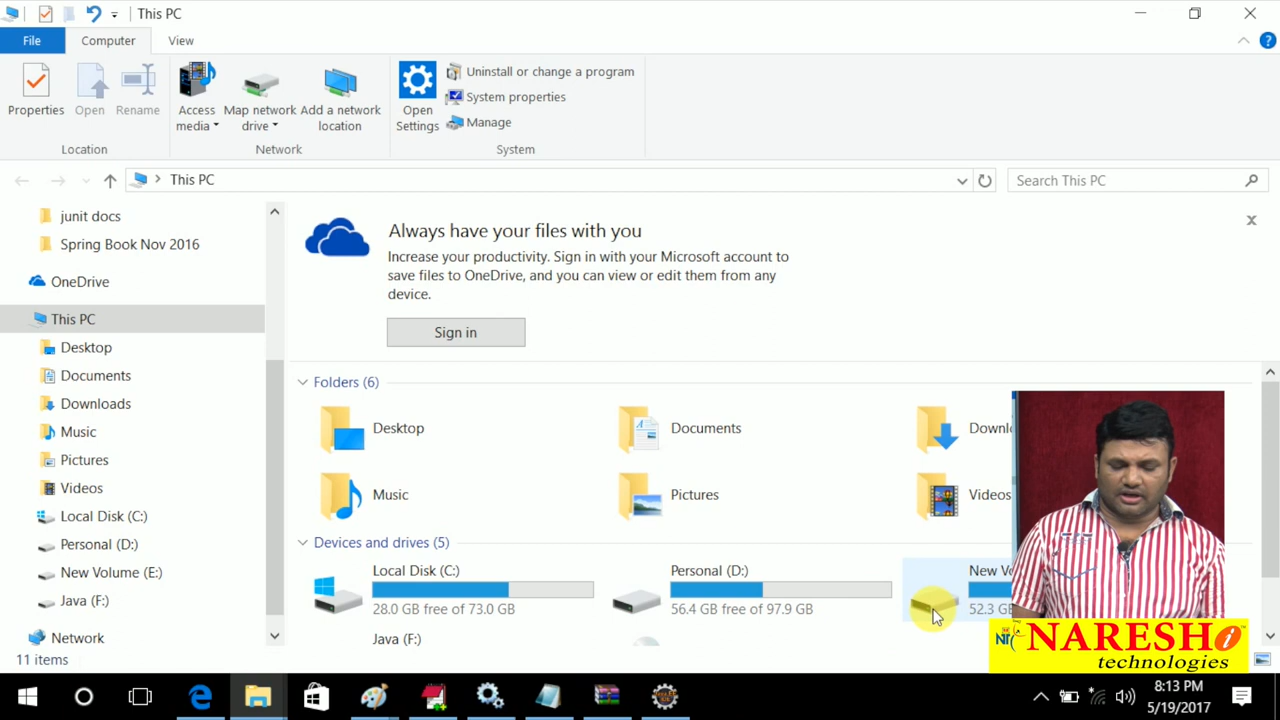 This PC
File
Computer
View
Properties
Open
Rename
Access media
Map network drive
Add a network location
Open Settings
Uninstall or change a program
System properties
Manage
Location
Network
System
This PC
Search This PC
junit docs
Spring Book Nov 2016
OneDrive
This PC
Desktop
Documents
Downloads
Music
Pictures
Videos
Local Disk (C:)
Personal (D:)
New Volume (E:)
Java (F:)
Network
Always have your files with you
Increase your productivity. Sign in with your Microsoft account to
save files to OneDrive, and you can view or edit them from any
device.
Sign in
Folders (6)
Desktop
Documents
Downl
Music
Pictures
Videos
Devices and drives (5)
Local Disk (C:)
28.0 GB free of 73.0 GB
Personal (D:)
56.4 GB free of 97.9 GB
New Vo
52.3 GB
Java (F:)
11 items
NARESH i
technologies
8:13 PM
5/19/2017